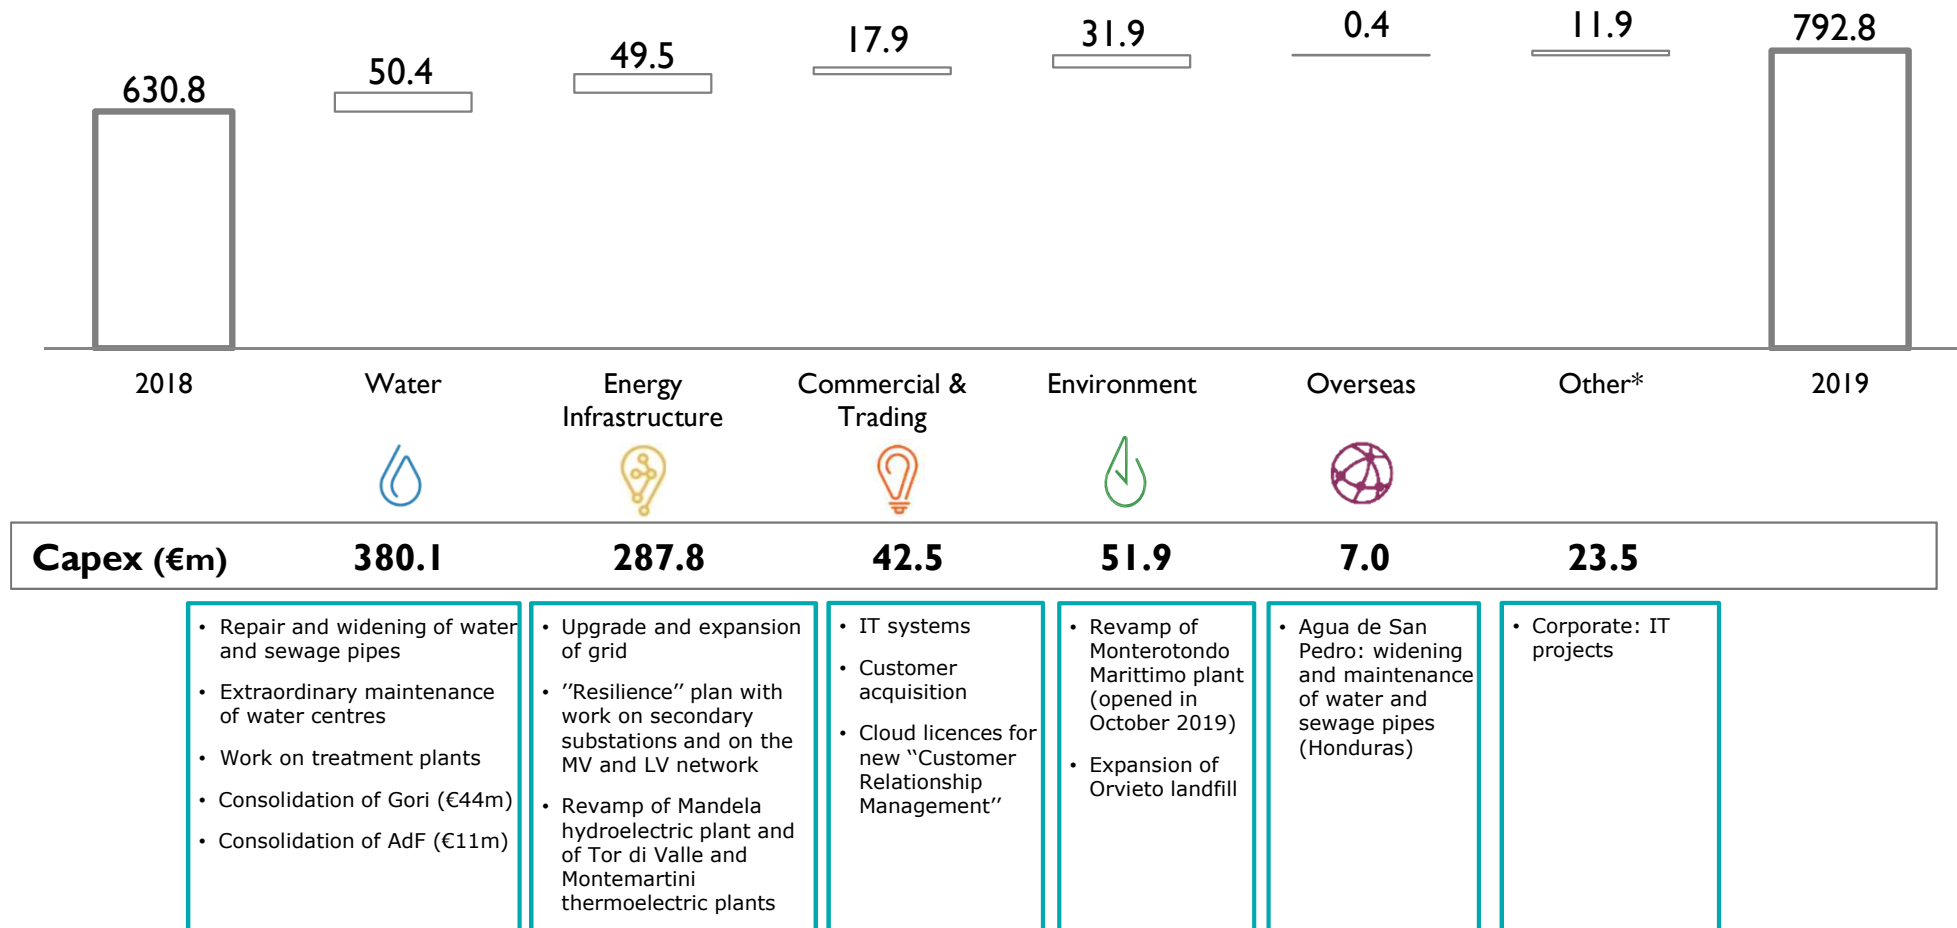 630.8
50.4
49.5
17.9
31.9
0.4
11.9
792.8
2018
Water
Energy
Infrastructure
Commercial &
Trading
Environment
Overseas
Other*
2019
Capex (€m)
380.1
287.8
42.5
51.9
7.0
23.5
• Repair and widening of water
and sewage pipes
• Extraordinary maintenance
of water centres
• Work on treatment plants
• Consolidation of Gori (€44m)
• Consolidation of AdF (€11m)
• Upgrade and expansion
of grid
• ’’Resilience’’ plan with
work on secondary
substations and on the
MV and LV network
• Revamp of Mandela
hydroelectric plant and
of Tor di Valle and
Montemartini
thermoelectric plants
• IT systems
• Customer
acquisition
• Cloud licences for
new ‘‘Customer
Relationship
Management’’
• Revamp of
Monterotondo
Marittimo plant
(opened in
October 2019)
• Expansion of
Orvieto landfill
• Agua de San
Pedro: widening
and maintenance
of water and
sewage pipes
(Honduras)
• Corporate: IT
projects